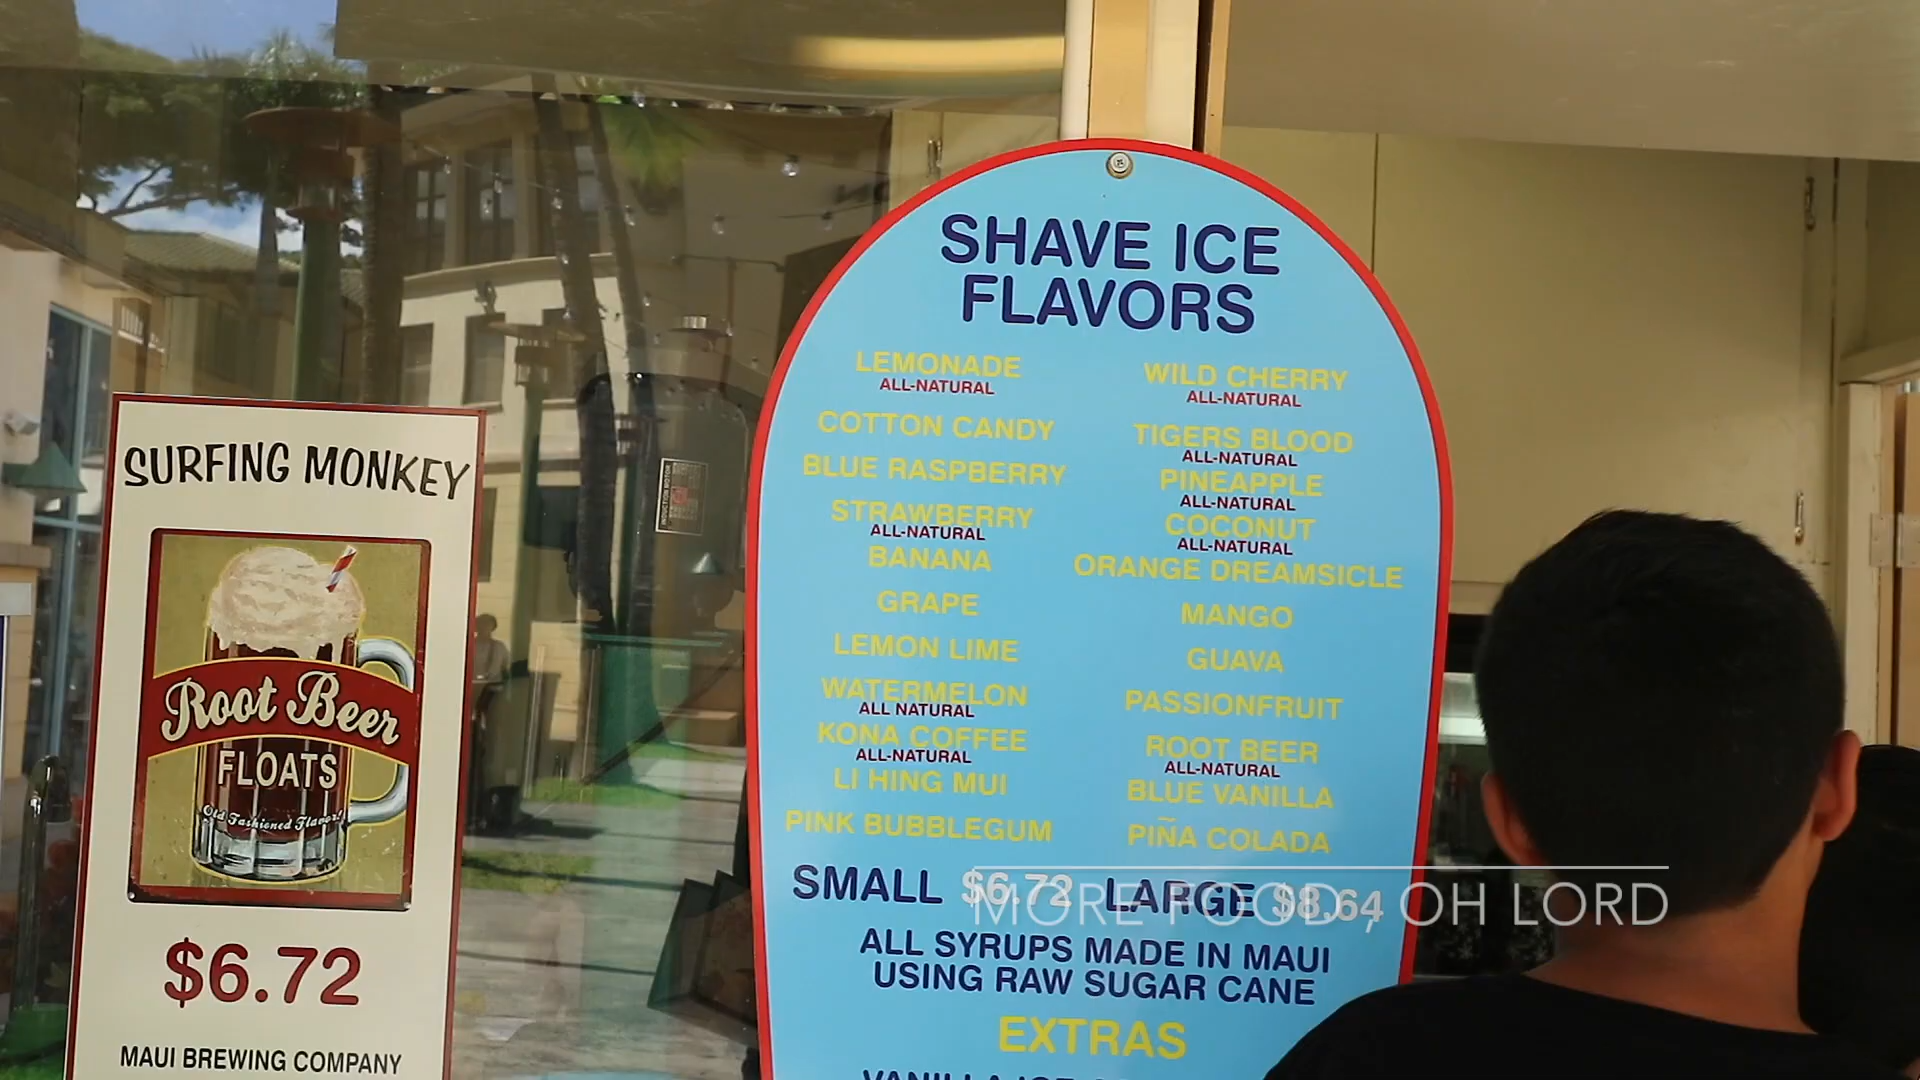 SURFING MONKEY
Root Beer
FLOATS
Old Fashioned Flavor!
$6.72
MAUI BREWING COMPANY
SHAVE ICE
FLAVORS
LEMONADE
ALL-NATURAL
COTTON CANDY
BLUE RASPBERRY
STRAWBERRY
ALL-NATURAL
BANANA
GRAPE
LEMON LIME
WATERMELON
ALL NATURAL
KONA COFFEE
ALL-NATURAL
LI HING MUI
PINK BUBBLEGUM
WILD CHERRY
ALL-NATURAL
TIGERS BLOOD
ALL-NATURAL
PINEAPPLE
ALL-NATURAL
COCONUT
ALL-NATURAL
ORANGE DREAMSICLE
MANGO
GUAVA
PASSIONFRUIT
ROOT BEER
ALL-NATURAL
BLUE VANILLA
PIÑA COLADA
SMALL $6.72 LARGE $8.64
MORE FOOD, OH LORD
ALL SYRUPS MADE IN MAUI
USING RAW SUGAR CANE
EXTRAS